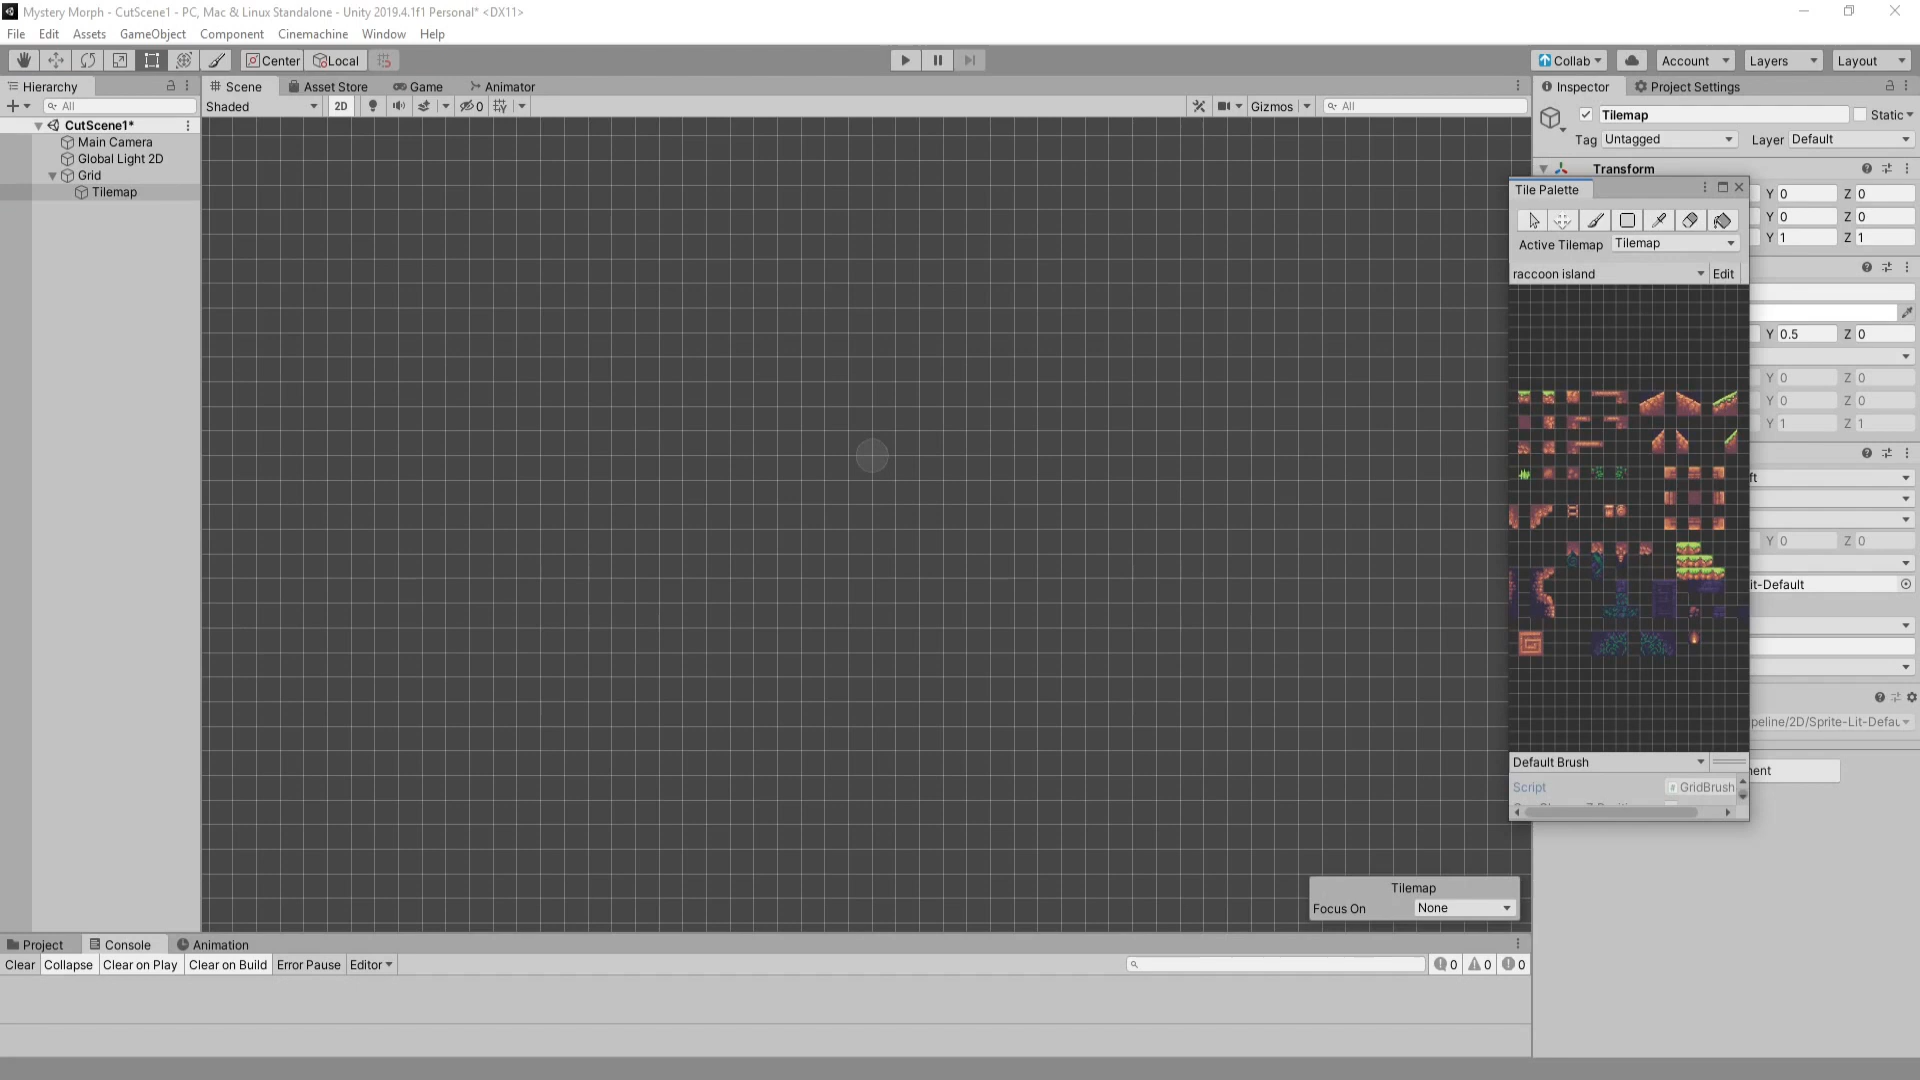 Mystery Morph - CutScene1 - PC, Mac & Linux Standalone - Unity 2019.4.1f1 Personal* <DX11>
File Edit Assets GameObject Component Cinemachine Window Help
Center Local Collab Account Layers Layout
Hierarchy Scene Asset Store Game Animator Inspector Project Settings
All Shaded 2D 0 Gizmos All
CutScene1*
Main Camera
Global Light 2D
Grid
Tilemap
Tilemap Static
Tag Untagged Layer Default
Transform
Y 0 Z 0
Y 0 Z 0
Y 1 Z 1
Y 0.5 Z 0
Y 0 Z 0
Y 0 Z 0
Y 1 Z 1
ft
Y 0 Z 0
it-Default
peline/2D/Sprite-Lit-Defau
nent
Tile Palette
Active Tilemap Tilemap
raccoon island Edit
Default Brush
Script GridBrush
Tilemap
Focus On None
Project Console Animation
Clear Collapse Clear on Play Clear on Build Error Pause Editor 0 0 0